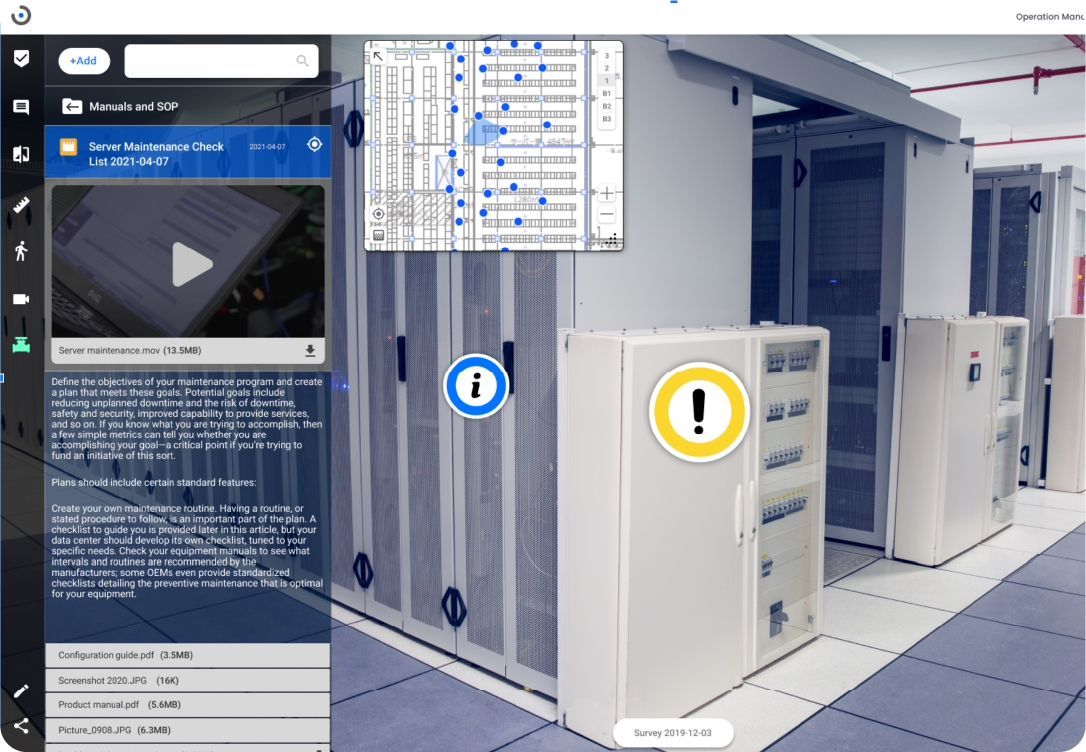 Operation Manu
+Add
Manuals and SOP
Server Maintenance Check
List 2021-04-07
2021-04-07
Server maintenance.mov (13.5MB)
Define the objectives of your maintenance program and create
a plan that meets these goals. Potential goals include
reducing unplanned downtime and the risk of downtime,
safety and security, improved capability to provide services,
and so on. If you know what you are trying to accomplish, then
a few simple metrics can tell you whether you are
accomplishing your goal—a critical point if you're trying to
fund an initiative of this sort.
Plans should include certain standard features:
Create your own maintenance routine. Having a routine, or
stated procedure to follow, is an important part of the plan. A
checklist to guide you is provided later in this article, but your
data center should develop its own checklist, tuned to your
specific needs. Check your equipment manuals to see what
intervals and routines are recommended by the
manufacturers; some OEMs even provide standardized
checklists detailing the preventive maintenance that is optimal
for your equipment.
Configuration guide.pdf (3.5MB)
Screenshot 2020.JPG (16K)
Product manual.pdf (5.6MB)
Picture_0908.JPG (6.3MB)
3
2
1
B1
B2
B3
i
!
Survey 2019-12-03